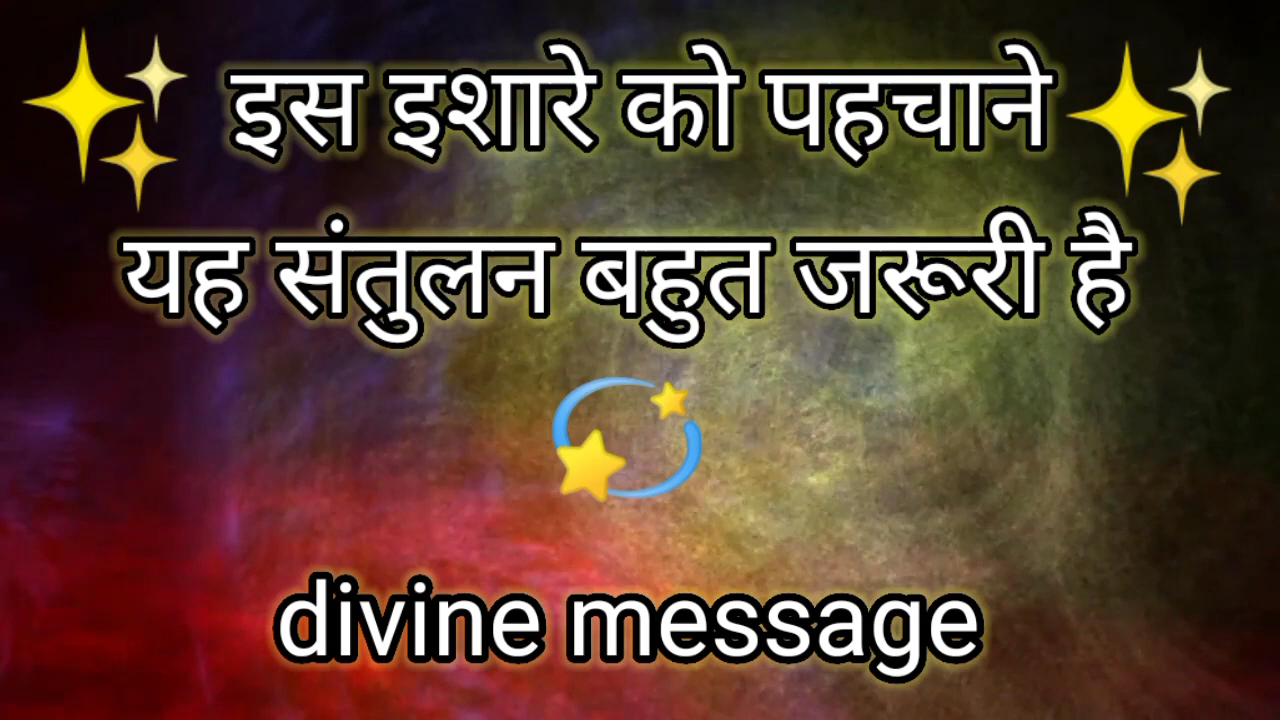 इस इशारे को पहचाने
यह संतुलन बहुत जरूरी है
divine message